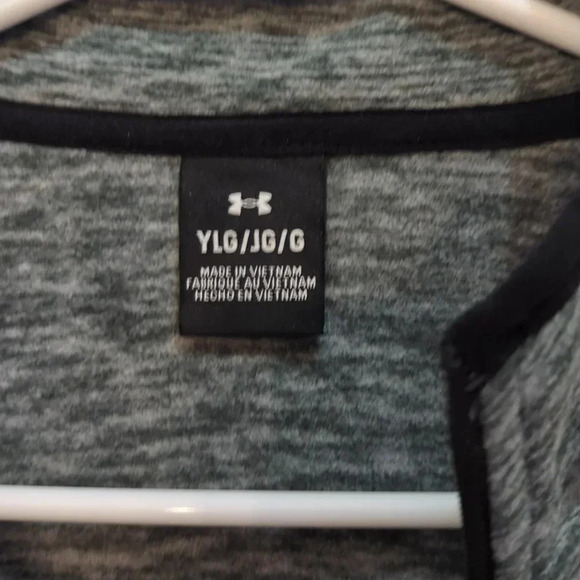 YLG/JG/G
MADE IN VIETNAM
FABRIQUÉ AU VIETNAM
HECHO EN VIETNAM